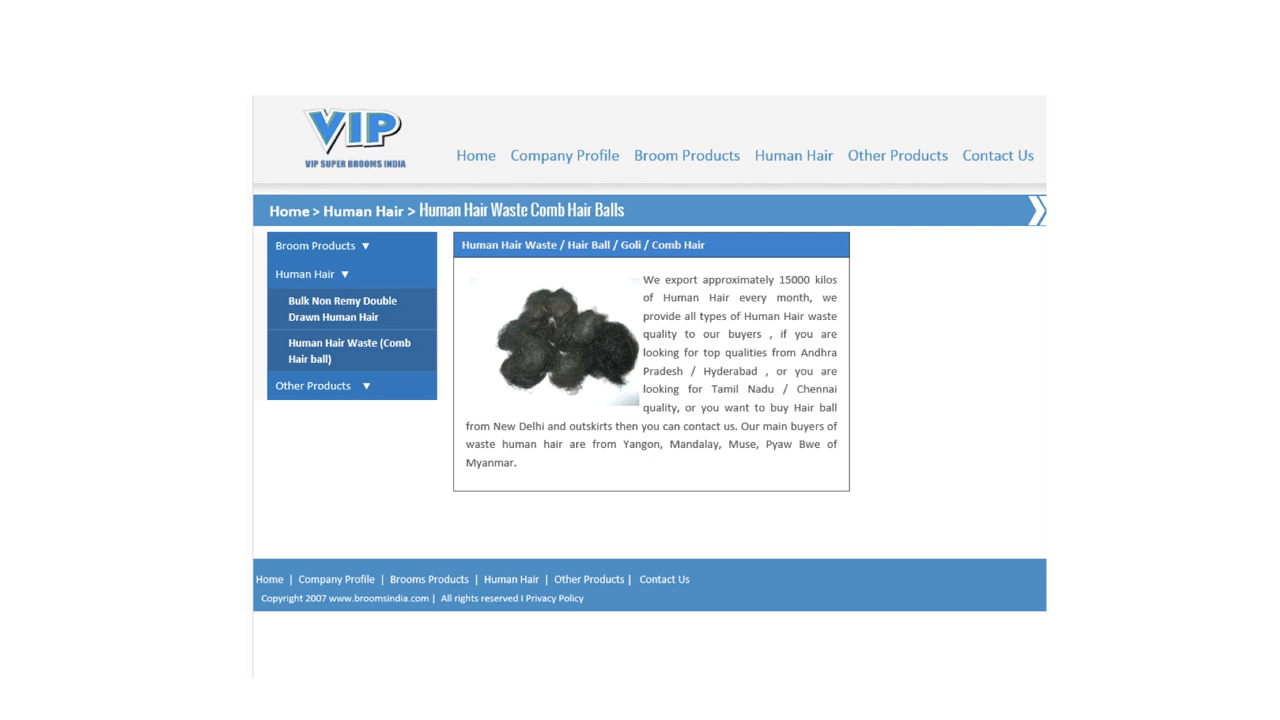 VIP
VIP SUPER BROOMS INDIA
Home Company Profile Broom Products Human Hair Other Products Contact Us
Home > Human Hair > Human Hair Waste Comb Hair Balls
Broom Products ▼
Human Hair ▼
Bulk Non Remy Double
Drawn Human Hair
Human Hair Waste (Comb
Hair ball)
Other Products ▼
Human Hair Waste / Hair Ball / Goli / Comb Hair
We export approximately 15000 kilos
of Human Hair every month, we
provide all types of Human Hair waste
quality to our buyers , if you are
looking for top qualities from Andhra
Pradesh / Hyderabad , or you are
looking for Tamil Nadu / Chennai
quality, or you want to buy Hair ball
from New Delhi and outskirts then you can contact us. Our main buyers of
waste human hair are from Yangon, Mandalay, Muse, Pyaw Bwe of
Myanmar.
Home | Company Profile | Brooms Products | Human Hair | Other Products | Contact Us
Copyright 2007 www.broomsindia.com | All rights reserved I Privacy Policy